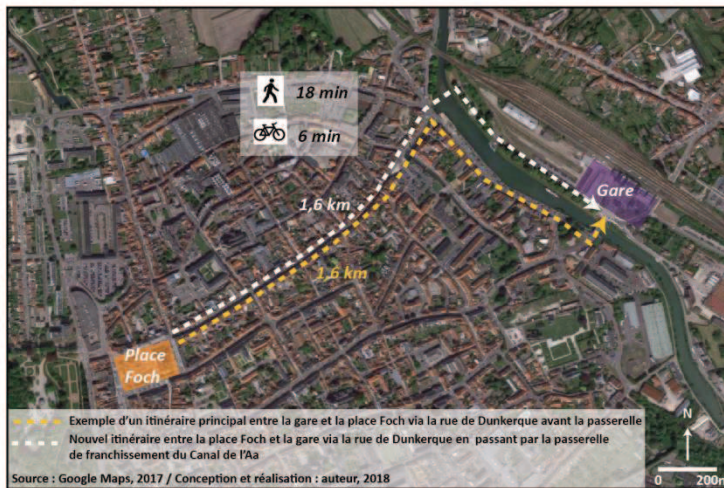 18 min
6 min
Gare
1,6 km
1,6 km
Place
Foch
Exemple d'un itinéraire principal entre la gare et la place Foch via la rue de Dunkerque avant la passerelle
Nouvel itinéraire entre la place Foch et la gare via la rue de Dunkerque en passant par la passerelle
de franchissement du Canal de l'Aa
N
Source : Google Maps, 2017 / Conception et réalisation : auteur, 2018
0 200m